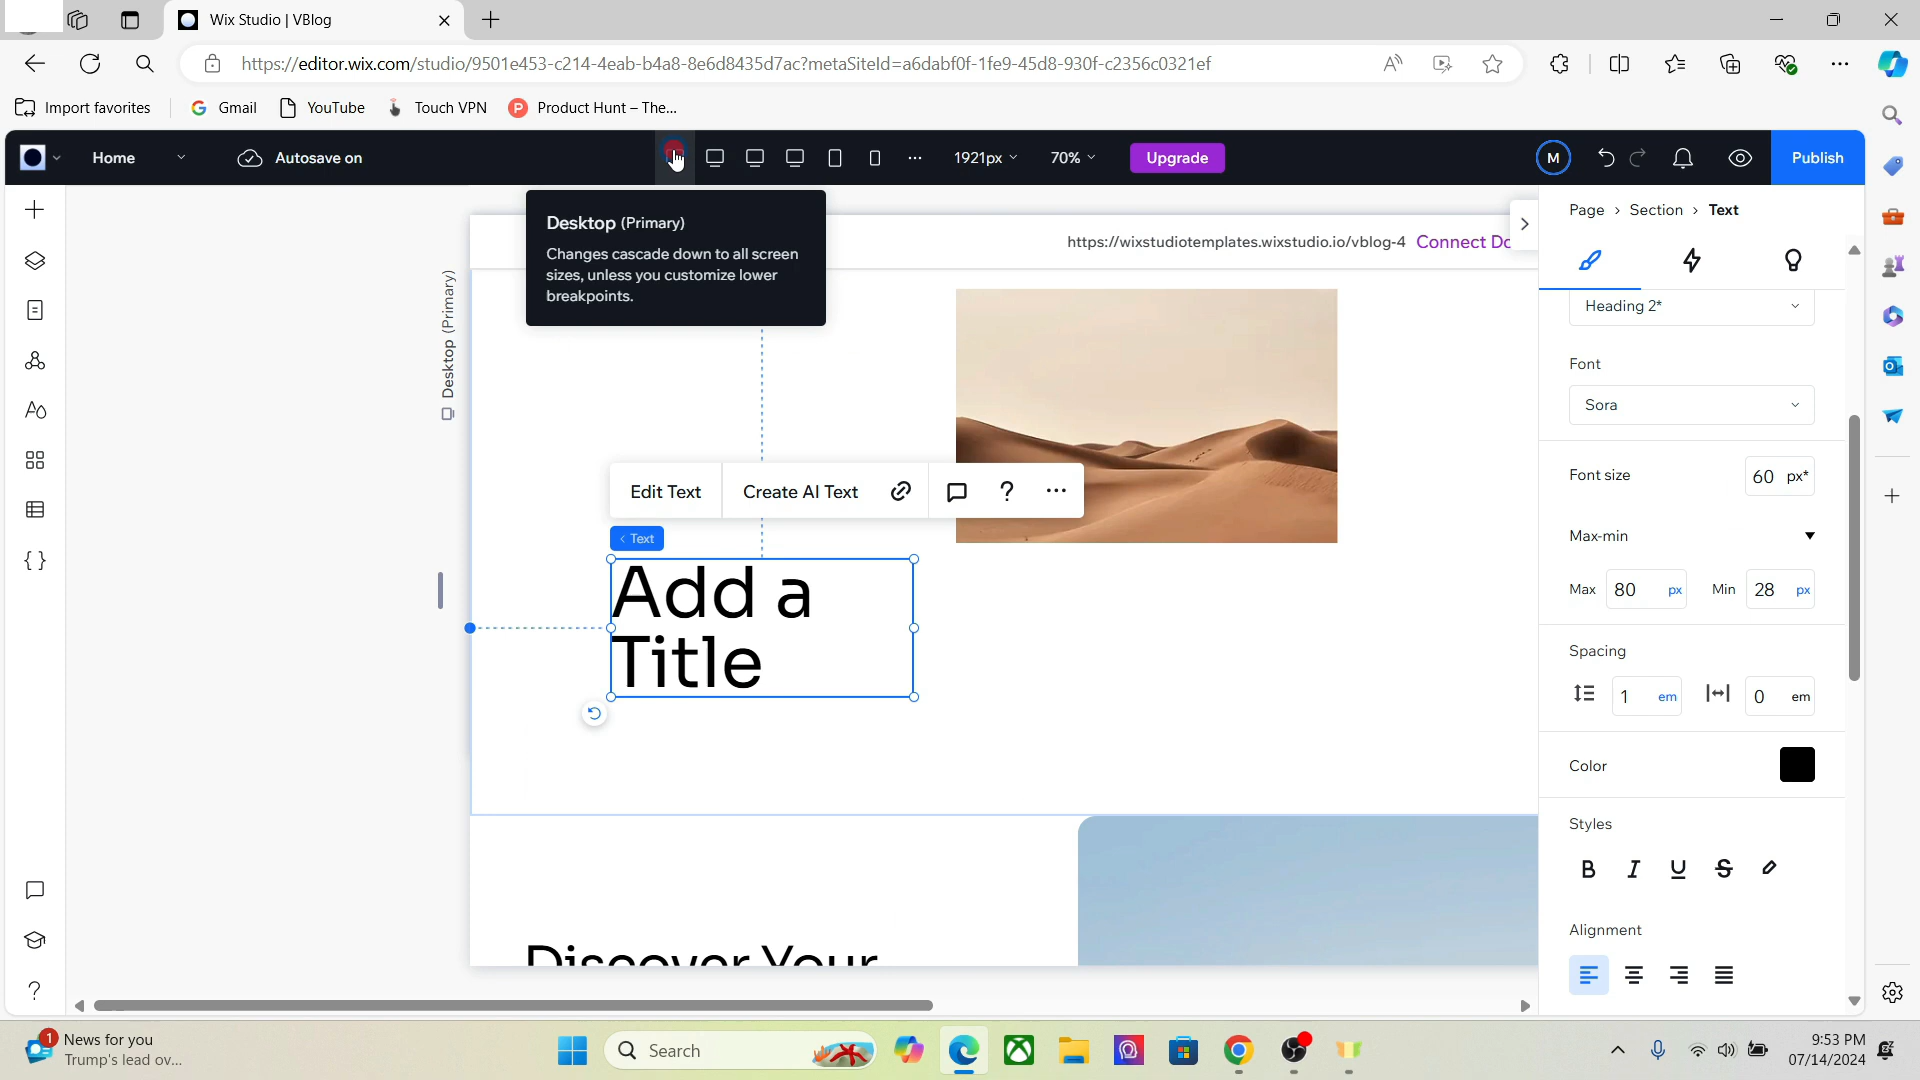 Wix Studio | VBlog
https://editor.wix.com/studio/9501e453-c214-4eab-b4a8-8e6d8435d7ac?metaSiteId=a6dabf0f-1fe9-45d8-930f-c2356c0321ef
Import favorites
Gmail
YouTube
Touch VPN
Product Hunt – The...
Home
Autosave on
1921px
70%
Upgrade
M
Publish
Desktop (Primary)
Changes cascade down to all screen
sizes, unless you customize lower
breakpoints.
https://wixstudiotemplates.wixstudio.io/vblog-4 Connect Do
Desktop (Primary)
Edit Text
Create AI Text
?
< Text
Add a
Title
Discover Your
Page > Section > Text
Heading 2*
Font
Sora
Font size
60 px*
Max-min
Max 80 px Min 28 px
Spacing
1 em
0 em
Color
Styles
B I U S
Alignment
?
1
News for you
Trump's lead ov...
Search
9:53 PM
07/14/2024